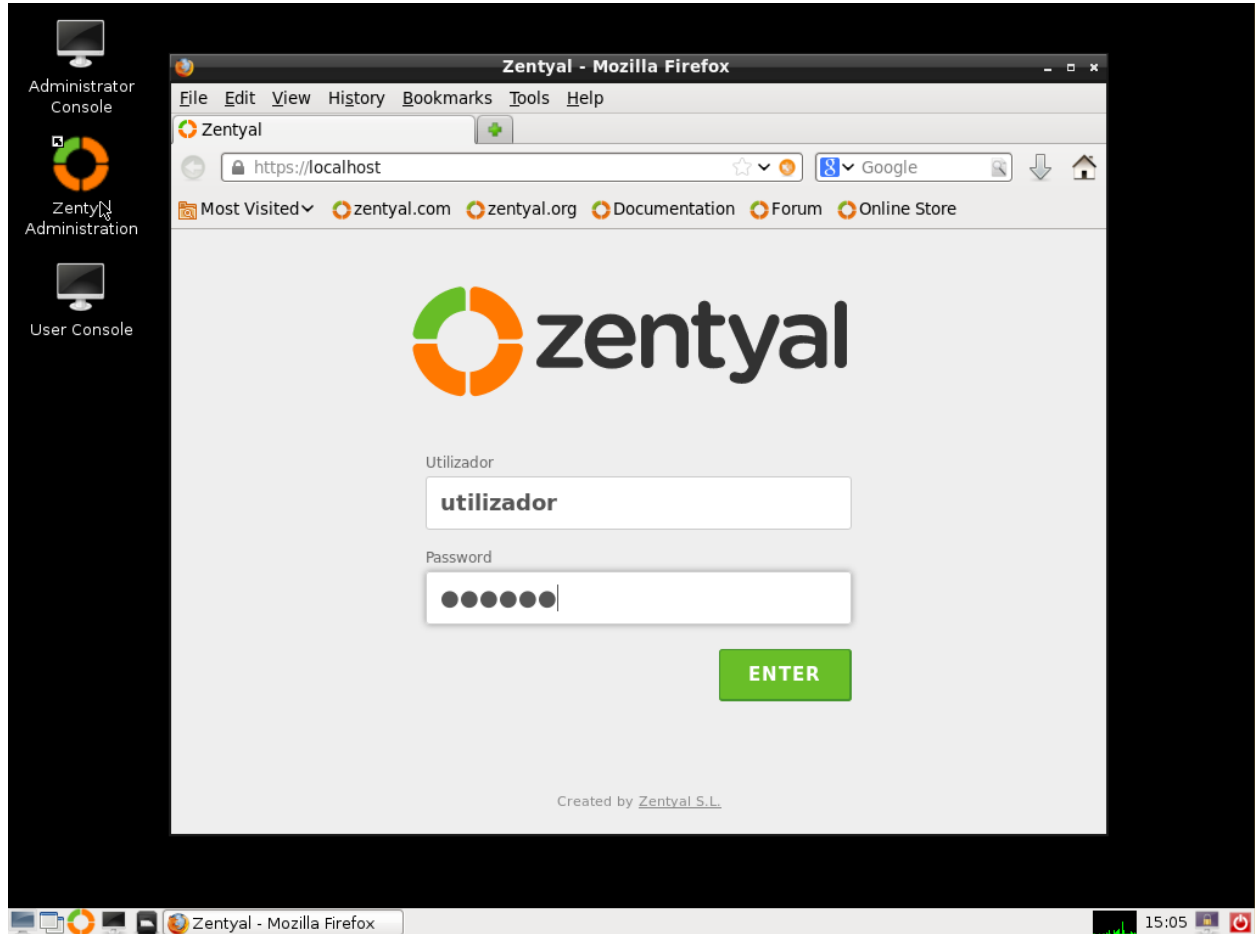 Administrator
Console
Zentyal
Administration
User Console
Zentyal - Mozilla Firefox
File Edit View History Bookmarks Tools Help
Zentyal
https://localhost
8 Google
Most Visited zentyal.com zentyal.org Documentation Forum Online Store
zentyal
Utilizador
utilizador
Password
●●●●●●
ENTER
Created by Zentyal S.L.
Zentyal - Mozilla Firefox
15:05